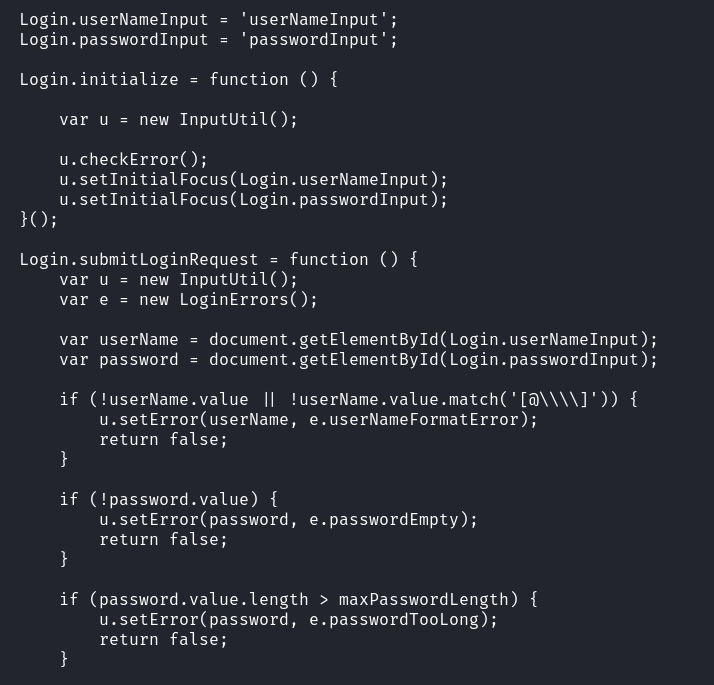 Login.userNameInput = 'userNameInput';
Login.passwordInput = 'passwordInput';

Login.initialize = function () {

    var u = new InputUtil();

    u.checkError();
    u.setInitialFocus(Login.userNameInput);
    u.setInitialFocus(Login.passwordInput);
}();

Login.submitLoginRequest = function () {
    var u = new InputUtil();
    var e = new LoginErrors();

    var userName = document.getElementById(Login.userNameInput);
    var password = document.getElementById(Login.passwordInput);

    if (!userName.value || !userName.value.match('[@\\\\]')) {
        u.setError(userName, e.userNameFormatError);
        return false;
    }

    if (!password.value) {
        u.setError(password, e.passwordEmpty);
        return false;
    }

    if (password.value.length > maxPasswordLength) {
        u.setError(password, e.passwordTooLong);
        return false;
    }